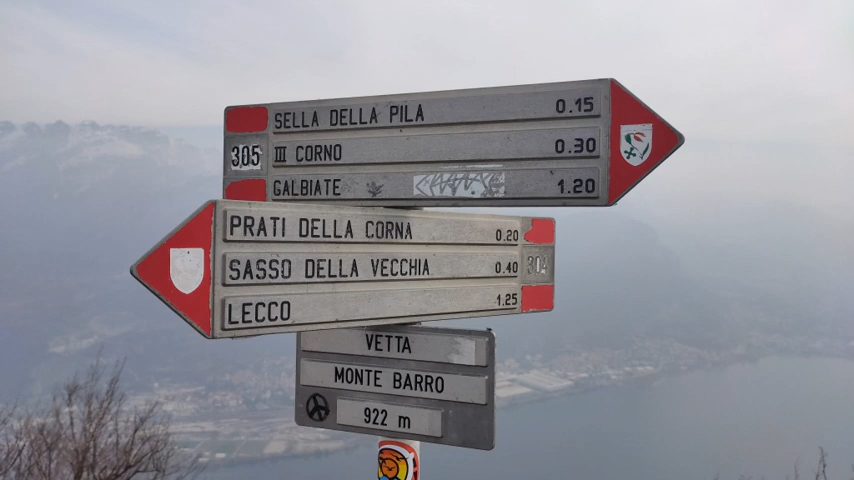 SELLA DELLA PILA 0.15
305 III CORNO 0.30
GALBIATE 1.20
PRATI DELLA CORNA 0.20
SASSO DELLA VECCHIA 0.40 304
LECCO 1.25
VETTA
MONTE BARRO
922 m